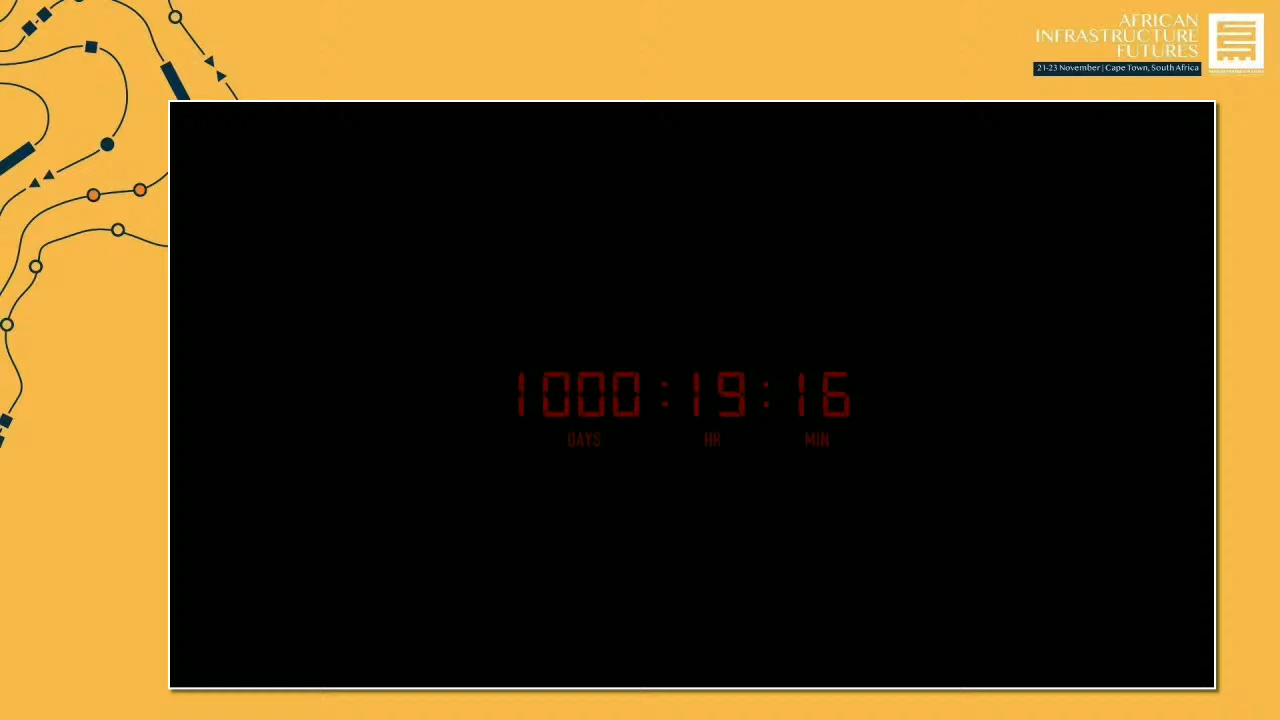 AFRICAN
INFRASTRUCTURE
FUTURES
21-23 November | Cape Town, South Africa
1000 : 19 : 16
DAYS HR MIN